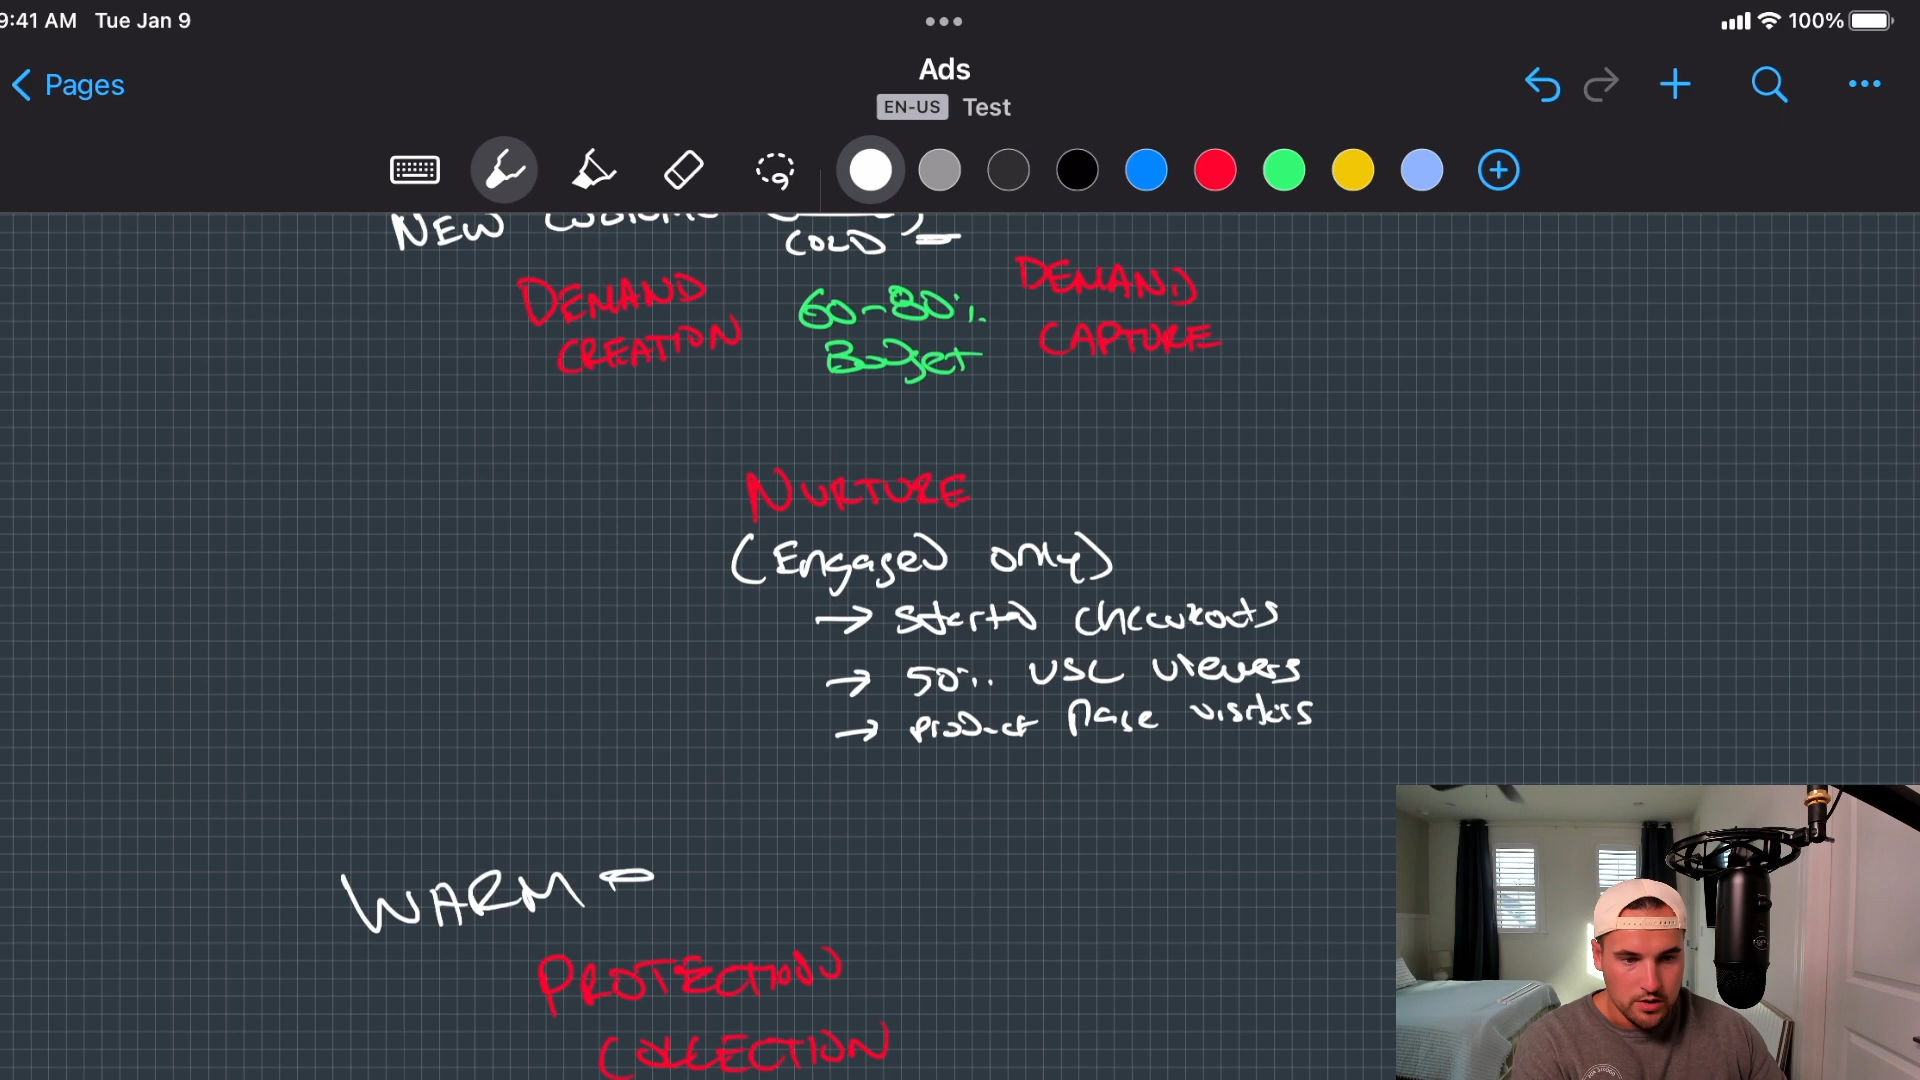 9:41 AM Tue Jan 9
100%
Pages
Ads
EN-US Test
NEW
COLD
DEMAND CREATION
60-80% Budget
DEMAND CAPTURE
NURTURE
(Engaged only)
→ started checkouts
→ 50% VSL viewers
→ product page visitors
WARM -
PROTECTION
COLLECTION